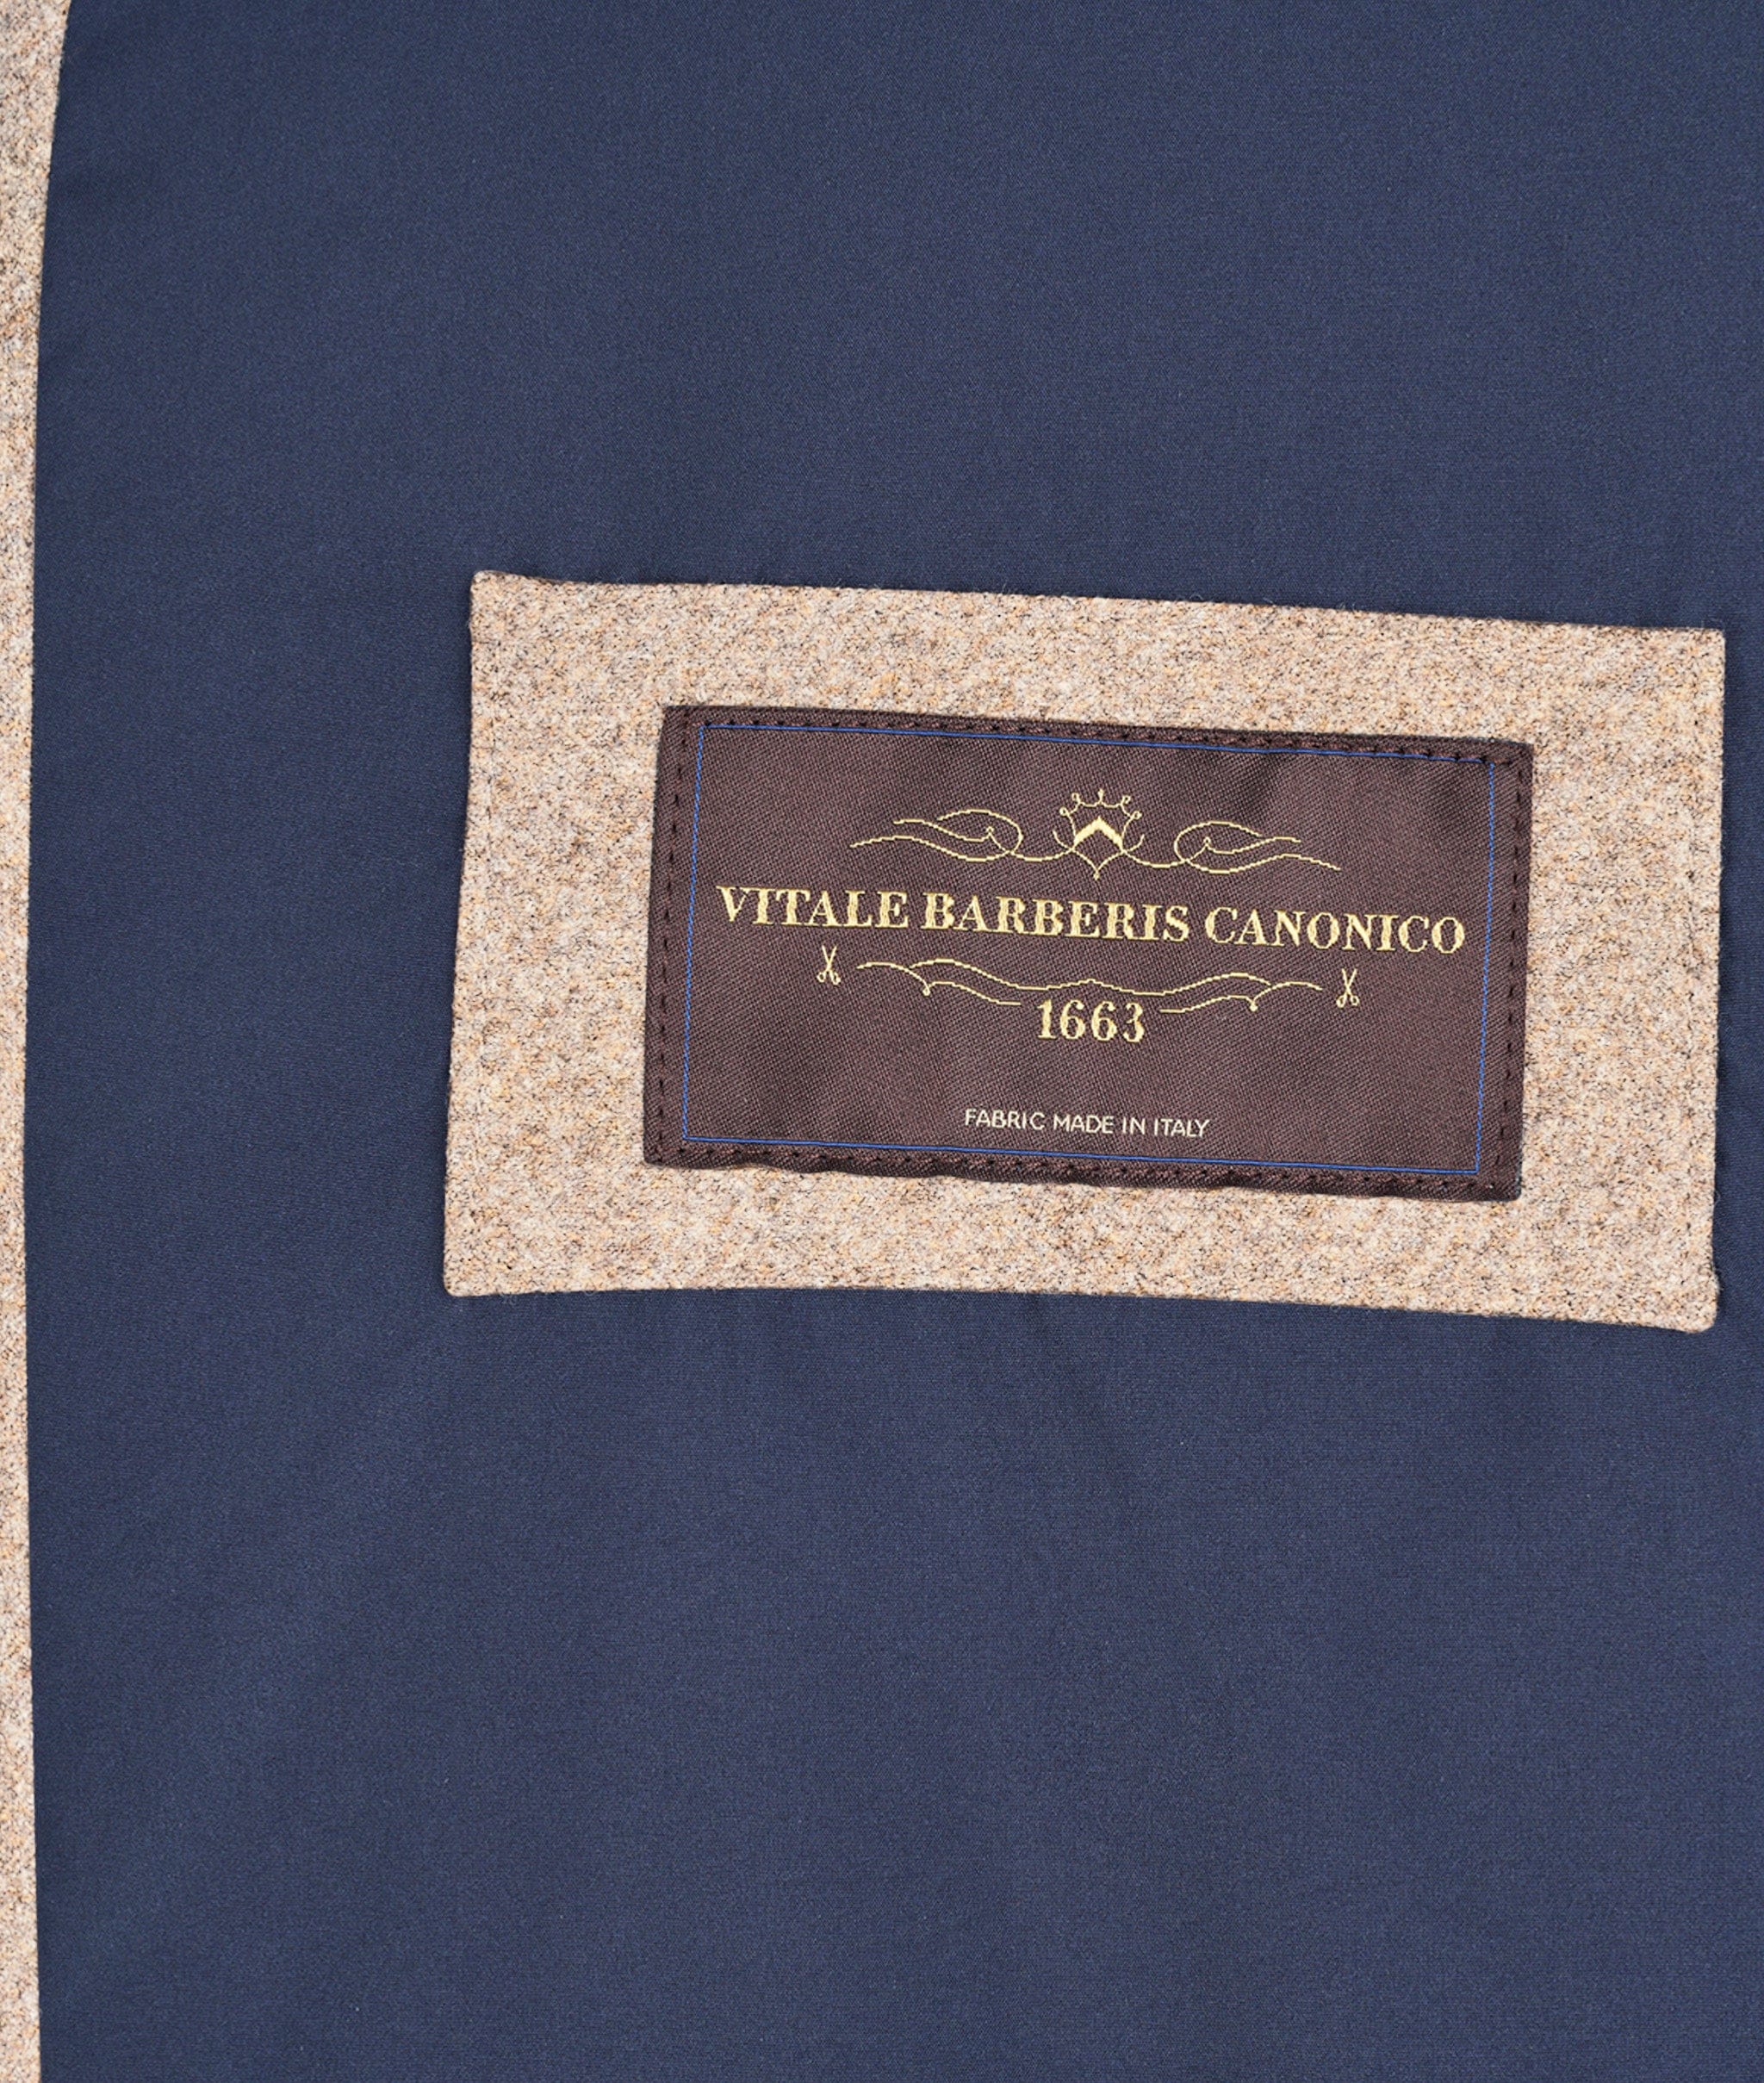 VITALE BARBERIS CANONICO
1663
FABRIC MADE IN ITALY